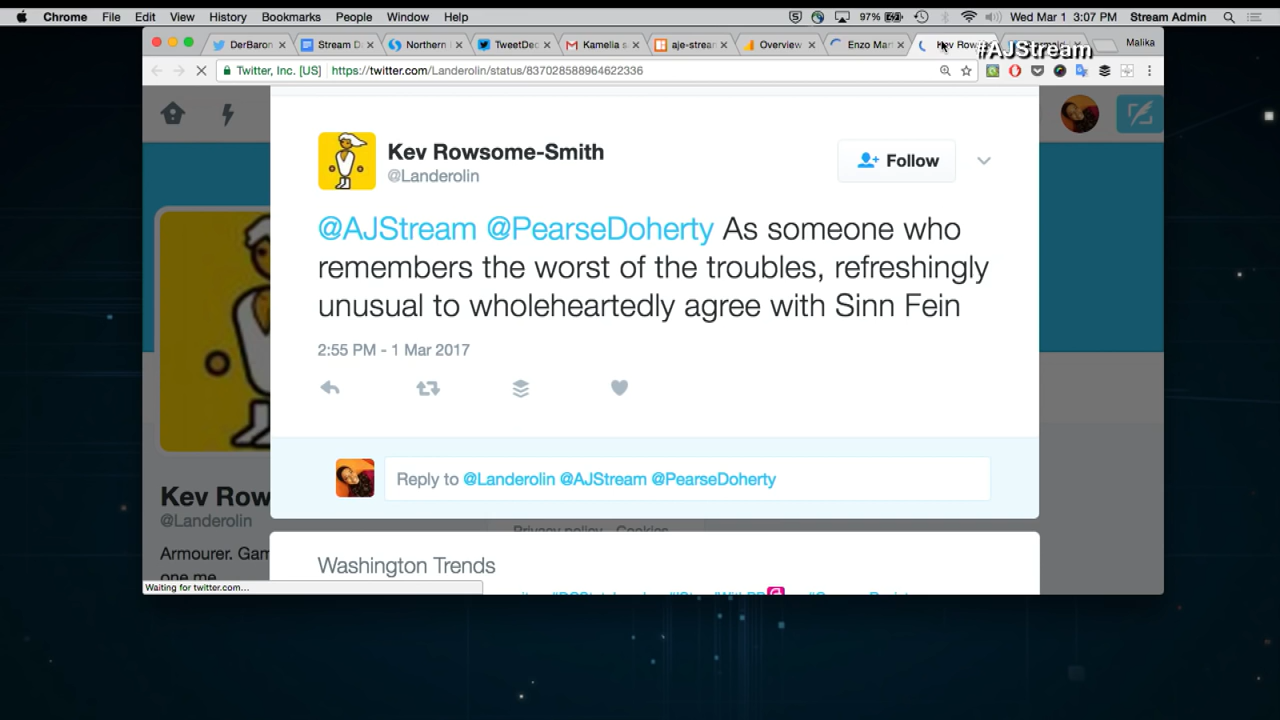 Chrome File Edit View History Bookmarks People Window Help 97% Wed Mar 1 3:07 PM Stream Admin
DerBaron Stream D Northern TweetDec Kamelia s aje-strean Overview Enzo Mar Kev Row Malika
#AJStream
Twitter, Inc. [US] https://twitter.com/Landerolin/status/837028588964622336
Kev Rowsome-Smith
@Landerolin
Follow
@AJStream @PearseDoherty As someone who
remembers the worst of the troubles, refreshingly
unusual to wholeheartedly agree with Sinn Fein
2:55 PM - 1 Mar 2017
Reply to @Landerolin @AJStream @PearseDoherty
Kev Row
@Landerolin
Privacy policy Cookies
Armourer. Gam
one me
Washington Trends
Waiting for twitter.com...